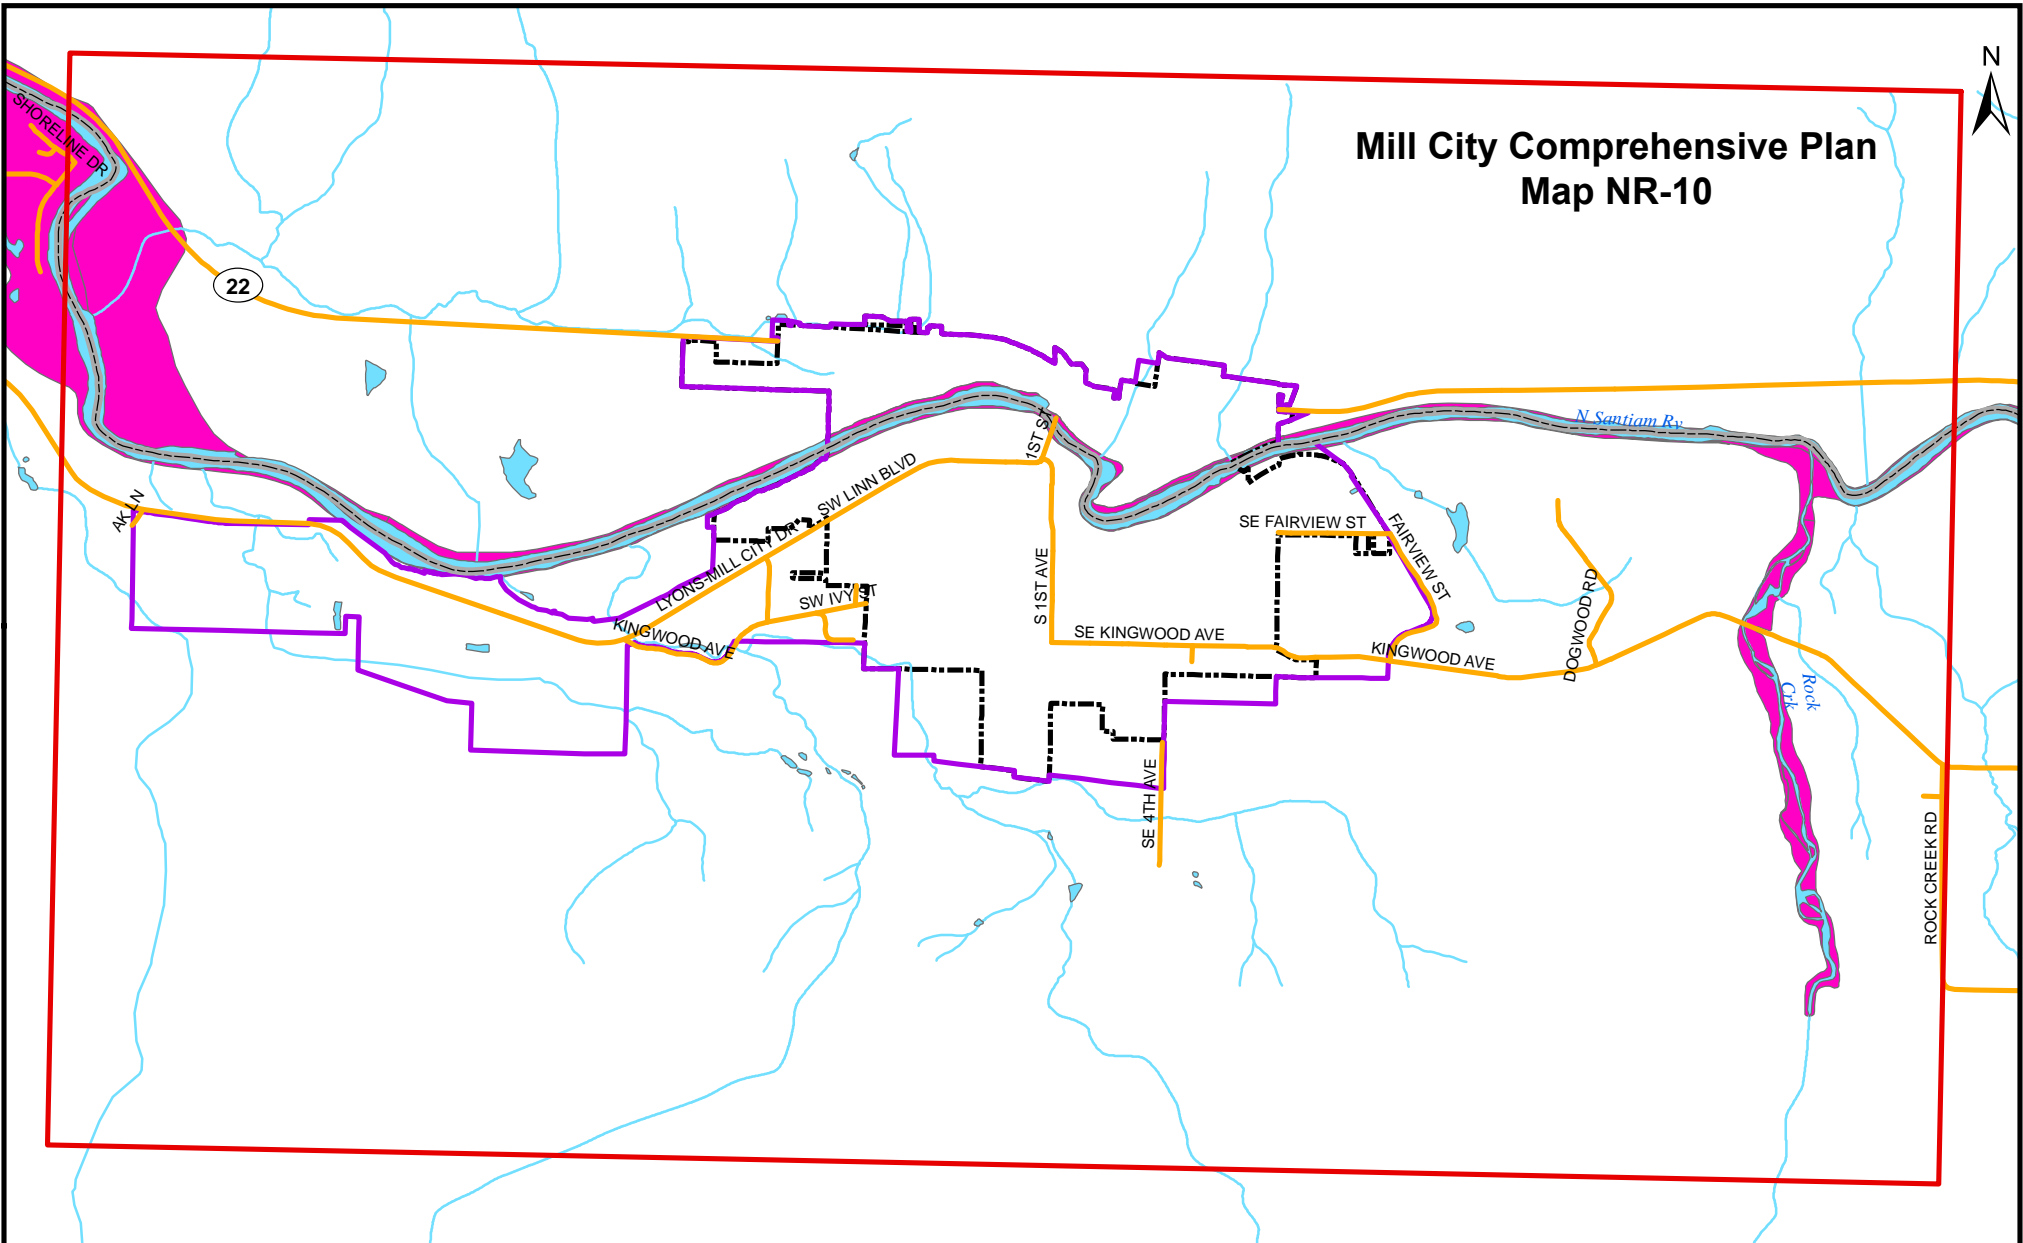 N
Mill City Comprehensive Plan
Map NR-10
SHORELINE DR
22
N Santiam Rv
1ST ST
SW LINN BLVD
AK LN
LYONS-MILL CITY DR
SE FAIRVIEW ST
FAIRVIEW ST
S 1ST AVE
SW IVY ST
KINGWOOD AVE
SE KINGWOOD AVE
KINGWOOD AVE
DOGWOOD RD
Rock
Crk
SE 4TH AVE
ROCK CREEK RD